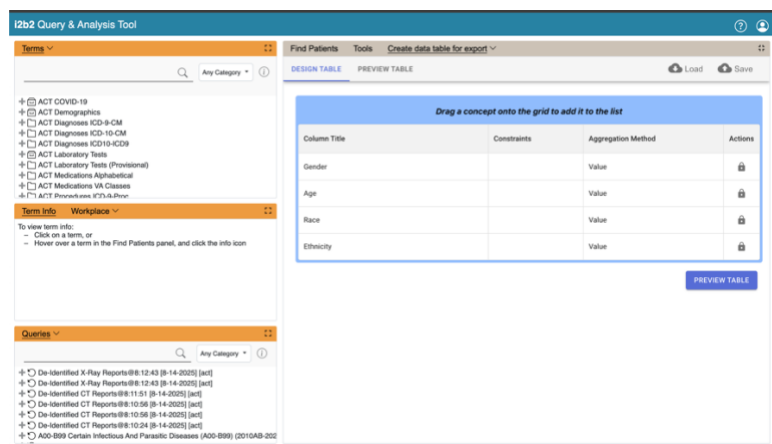 i2b2 Query & Analysis Tool
Terms
Any Category
ACT COVID-19
ACT Demographics
ACT Diagnoses ICD-9-CM
ACT Diagnoses ICD-10-CM
ACT Diagnoses ICD10-ICD9
ACT Laboratory Tests
ACT Laboratory Tests (Provisional)
ACT Medications Alphabetical
ACT Medications VA Classes
ACT Procedures ICD-9-Proc
Term Info Workplace
To view term info:
– Click on a term, or
– Hover over a term in the Find Patients panel, and click the info icon
Queries
Any Category
De-Identified X-Ray Reports@8:12:43 [8-14-2025] [act]
De-Identified X-Ray Reports@8:12:43 [8-14-2025] [act]
De-Identified CT Reports@8:11:51 [8-14-2025] [act]
De-Identified CT Reports@8:10:56 [8-14-2025] [act]
De-Identified CT Reports@8:10:56 [8-14-2025] [act]
De-Identified CT Reports@8:10:24 [8-14-2025] [act]
A00-B99 Certain Infectious And Parasitic Diseases (A00-B99) (2010AB-202
Find Patients Tools Create data table for export
DESIGN TABLE PREVIEW TABLE Load Save
Drag a concept onto the grid to add it to the list
Column Title Constraints Aggregation Method Actions
Gender Value
Age Value
Race Value
Ethnicity Value
PREVIEW TABLE